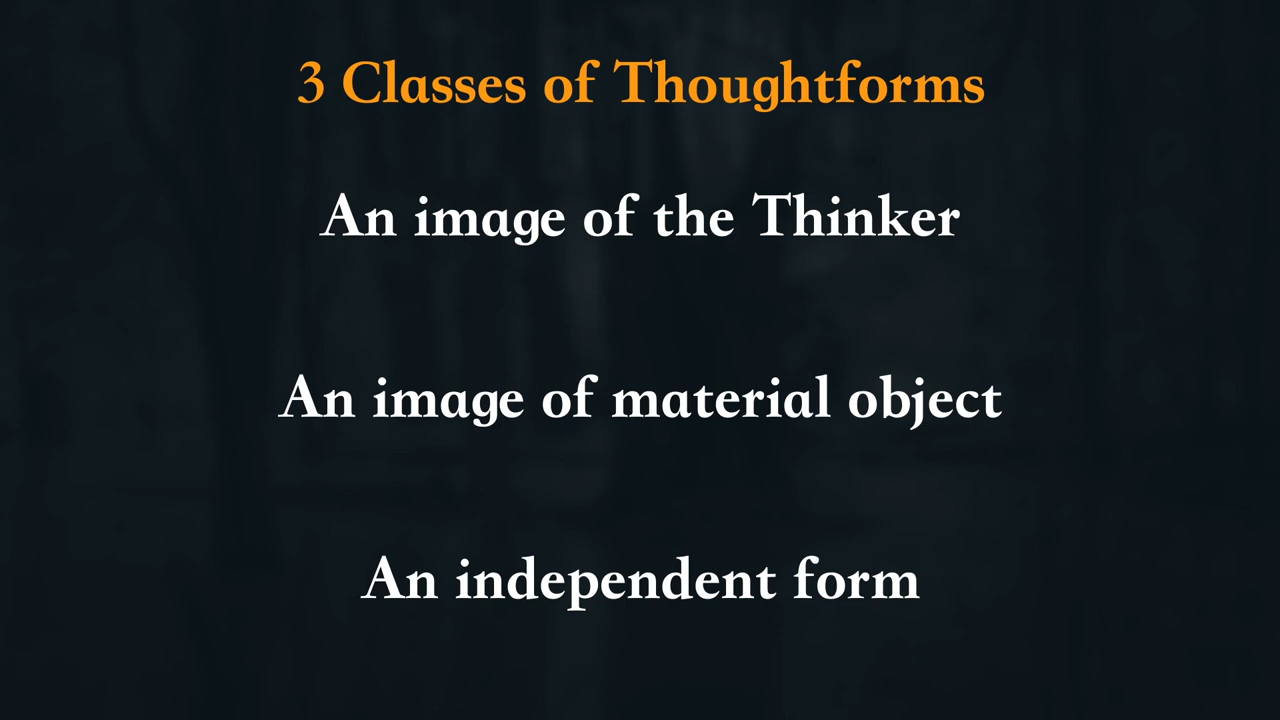 3 Classes of Thoughtforms
An image of the Thinker
An image of material object
An independent form